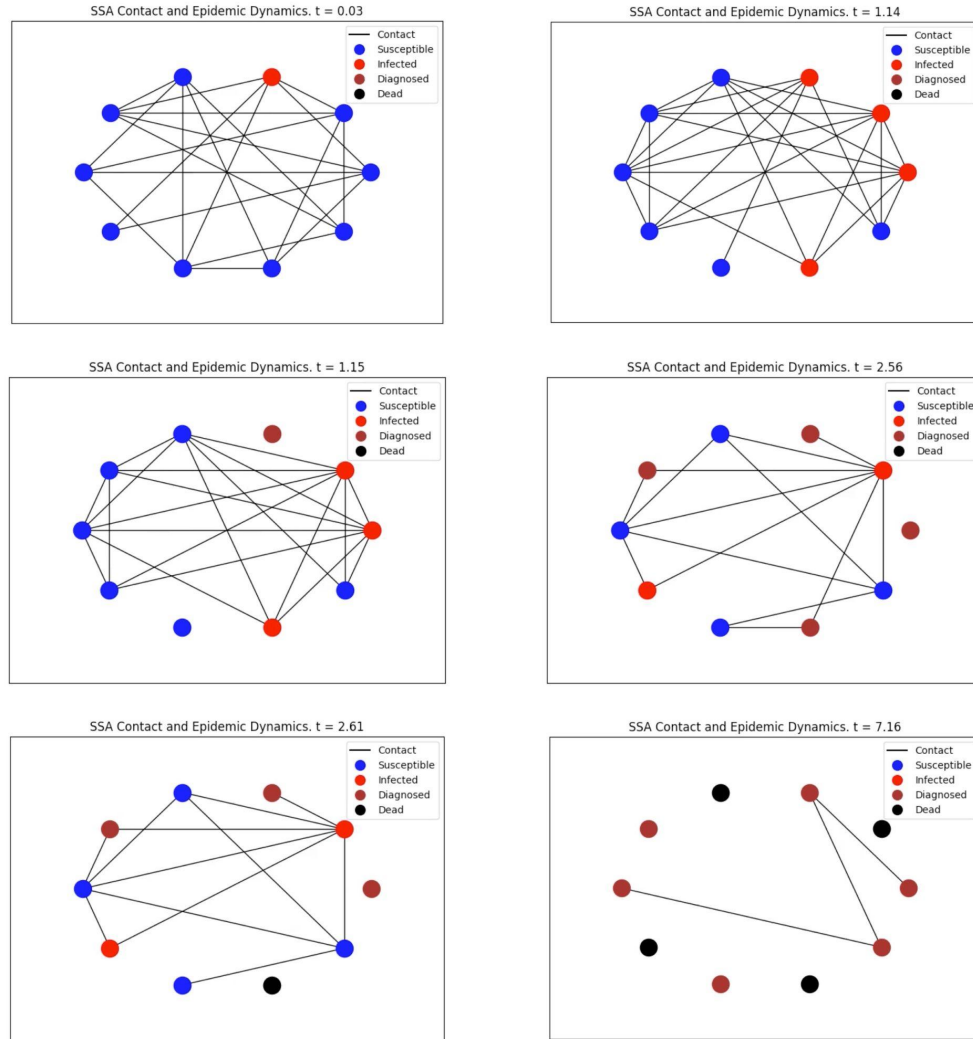 SSA Contact and Epidemic Dynamics. t = 0.03
Contact
Susceptible
Infected
Diagnosed
Dead
SSA Contact and Epidemic Dynamics. t = 1.14
Contact
Susceptible
Infected
Diagnosed
Dead
SSA Contact and Epidemic Dynamics. t = 1.15
Contact
Susceptible
Infected
Diagnosed
Dead
SSA Contact and Epidemic Dynamics. t = 2.56
Contact
Susceptible
Infected
Diagnosed
Dead
SSA Contact and Epidemic Dynamics. t = 2.61
Contact
Susceptible
Infected
Diagnosed
Dead
SSA Contact and Epidemic Dynamics. t = 7.16
Contact
Susceptible
Infected
Diagnosed
Dead